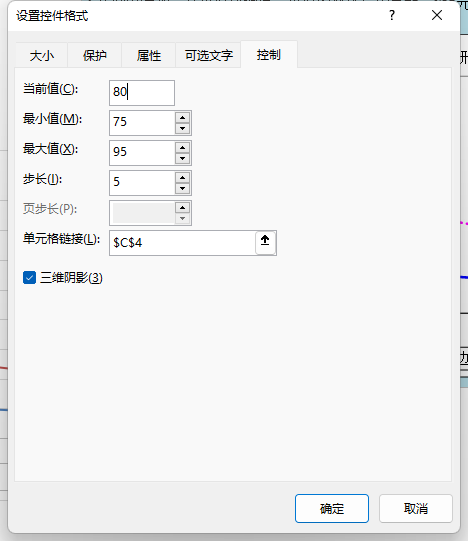 设置控件格式 ?
大小 保护 属性 可选文字 控制
当前值(C): 80
最小值(M): 75
最大值(X): 95
步长(I): 5
页步长(P):
单元格链接(L): $C$4
三维阴影(3)
确定 取消